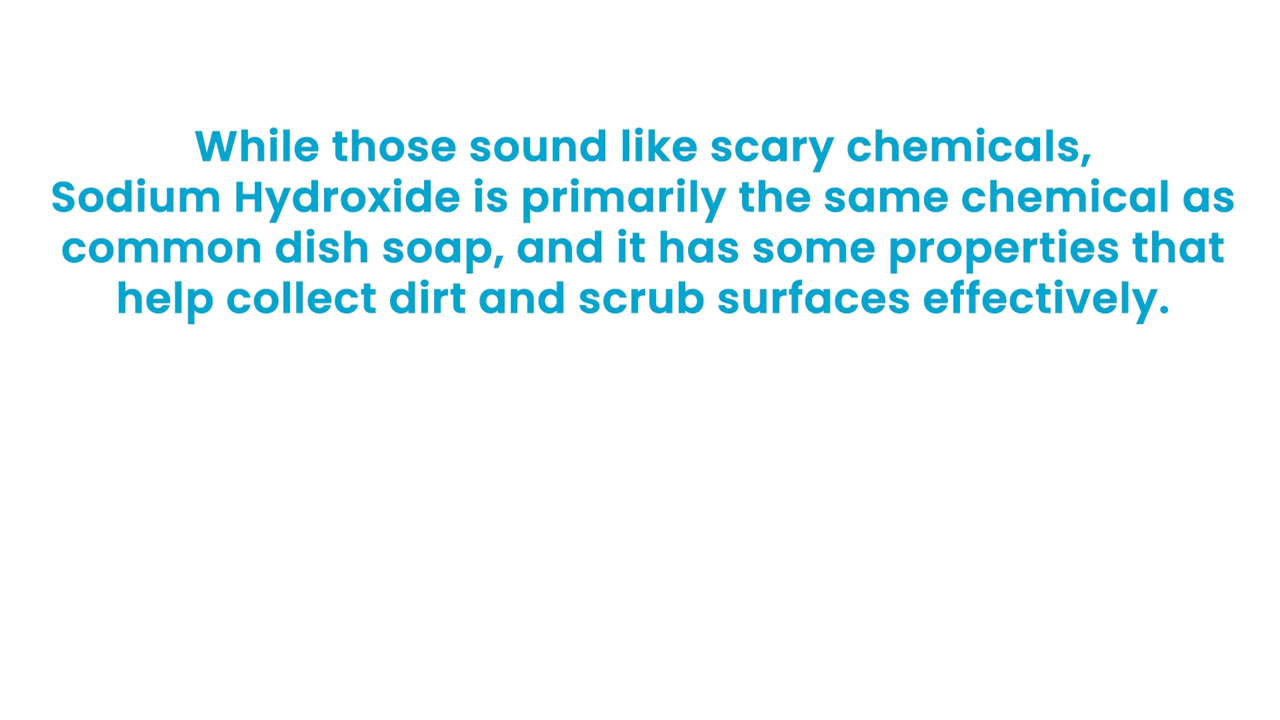 While those sound like scary chemicals,
Sodium Hydroxide is primarily the same chemical as
common dish soap, and it has some properties that
help collect dirt and scrub surfaces effectively.